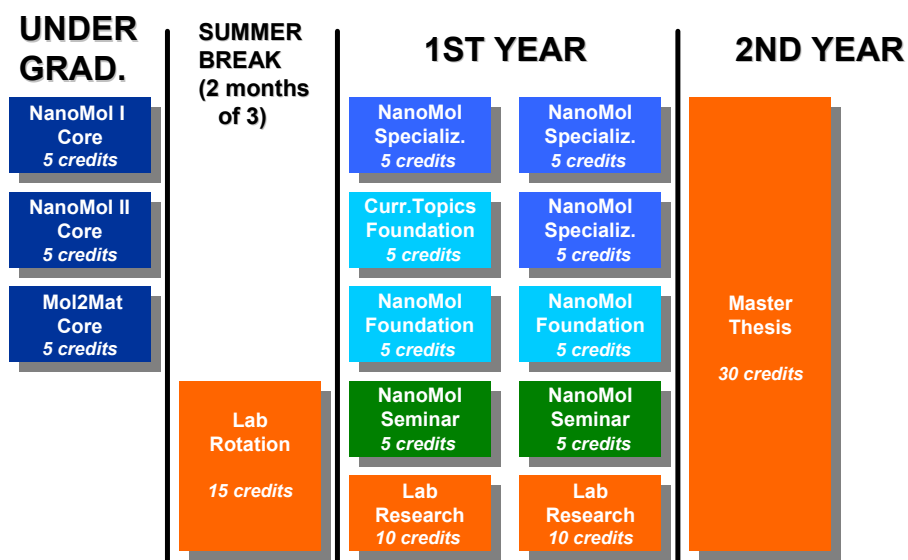 UNDER
GRAD.
NanoMol I
Core
5 credits
NanoMol II
Core
5 credits
Mol2Mat
Core
5 credits
SUMMER
BREAK
(2 months
of 3)
Lab
Rotation
15 credits
1ST YEAR
NanoMol
Specializ.
5 credits
Curr.Topics
Foundation
5 credits
NanoMol
Foundation
5 credits
NanoMol
Seminar
5 credits
Lab
Research
10 credits
NanoMol
Specializ.
5 credits
NanoMol
Specializ.
5 credits
NanoMol
Foundation
5 credits
NanoMol
Seminar
5 credits
Lab
Research
10 credits
2ND YEAR
Master
Thesis
30 credits